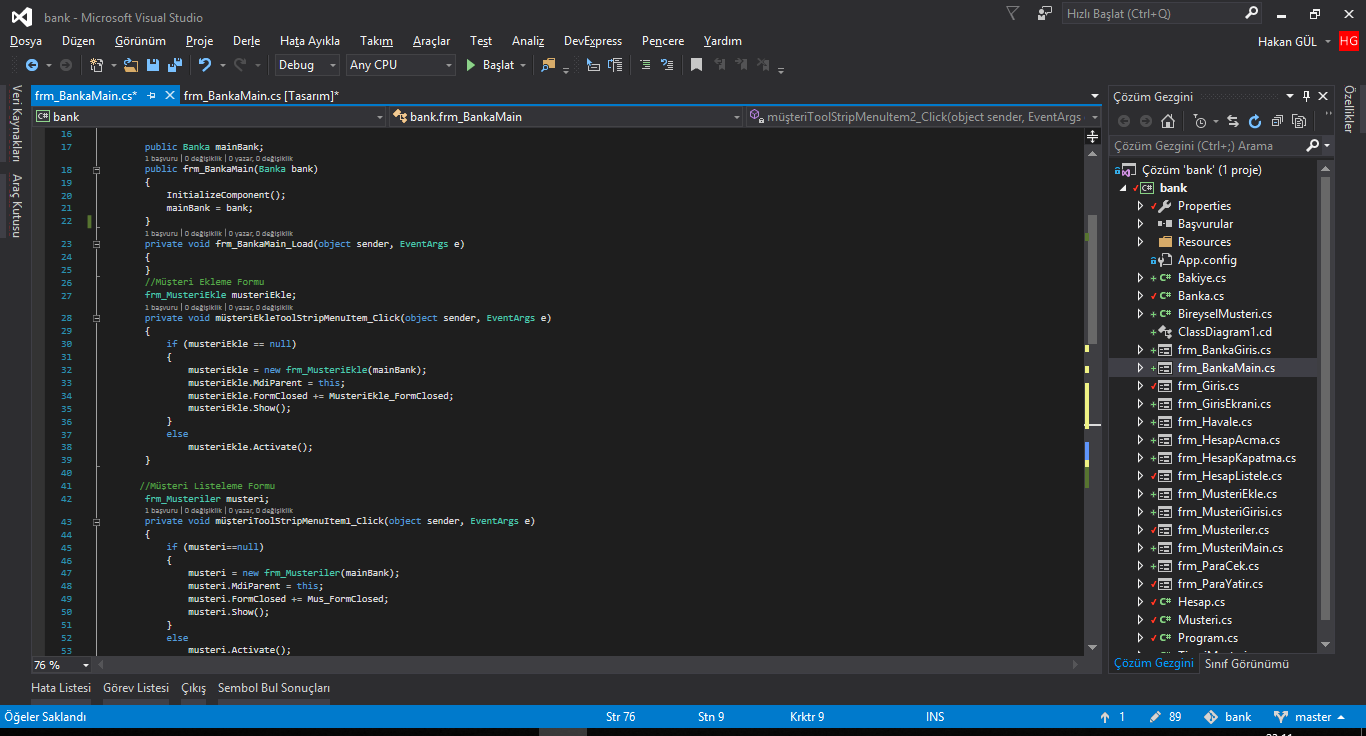 bank - Microsoft Visual Studio
Hızlı Başlat (Ctrl+Q)
Dosya Düzen Görünüm Proje Derle Hata Ayıkla Takım Araçlar Test Analiz DevExpress Pencere Yardım
Hakan GÜL HG
Debug Any CPU Başlat
Veri Kaynakları
Araç Kutusu
frm_BankaMain.cs* frm_BankaMain.cs [Tasarım]*
bank bank.frm_BankaMain müşteriToolStripMenuItem2_Click(object sender, EventArgs
16
17 public Banka mainBank;
1 başvuru | 0 değişiklik | 0 yazar, 0 değişiklik
18 public frm_BankaMain(Banka bank)
19 {
20 InitializeComponent();
21 mainBank = bank;
22 }
1 başvuru | 0 değişiklik | 0 yazar, 0 değişiklik
23 private void frm_BankaMain_Load(object sender, EventArgs e)
24 {
25 }
26 //Müşteri Ekleme Formu
27 frm_MusteriEkle musteriEkle;
1 başvuru | 0 değişiklik | 0 yazar, 0 değişiklik
28 private void müşteriEkleToolStripMenuItem_Click(object sender, EventArgs e)
29 {
30 if (musteriEkle == null)
31 {
32 musteriEkle = new frm_MusteriEkle(mainBank);
33 musteriEkle.MdiParent = this;
34 musteriEkle.FormClosed += MusteriEkle_FormClosed;
35 musteriEkle.Show();
36 }
37 else
38 musteriEkle.Activate();
39 }
40
41 //Müşteri Listeleme Formu
42 frm_Musteriler musteri;
1 başvuru | 0 değişiklik | 0 yazar, 0 değişiklik
43 private void müşteriToolStripMenuItem1_Click(object sender, EventArgs e)
44 {
45 if (musteri==null)
46 {
47 musteri = new frm_Musteriler(mainBank);
48 musteri.MdiParent = this;
49 musteri.FormClosed += Mus_FormClosed;
50 musteri.Show();
51 }
52 else
53 musteri.Activate();
76 %
Çözüm Gezgini
Çözüm Gezgini (Ctrl+;) Arama
Çözüm 'bank' (1 proje)
bank
Properties
Başvurular
Resources
App.config
Bakiye.cs
Banka.cs
BireyselMusteri.cs
ClassDiagram1.cd
frm_BankaGiris.cs
frm_BankaMain.cs
frm_Giris.cs
frm_GirisEkrani.cs
frm_Havale.cs
frm_HesapAcma.cs
frm_HesapKapatma.cs
frm_HesapListele.cs
frm_MusteriEkle.cs
frm_MusteriGirisi.cs
frm_Musteriler.cs
frm_MusteriMain.cs
frm_ParaCek.cs
frm_ParaYatir.cs
Hesap.cs
Musteri.cs
Program.cs
Çözüm Gezgini Sınıf Görünümü
Özellikler
Hata Listesi Görev Listesi Çıkış Sembol Bul Sonuçları
Öğeler Saklandı Str 76 Stn 9 Krktr 9 INS 1 89 bank master